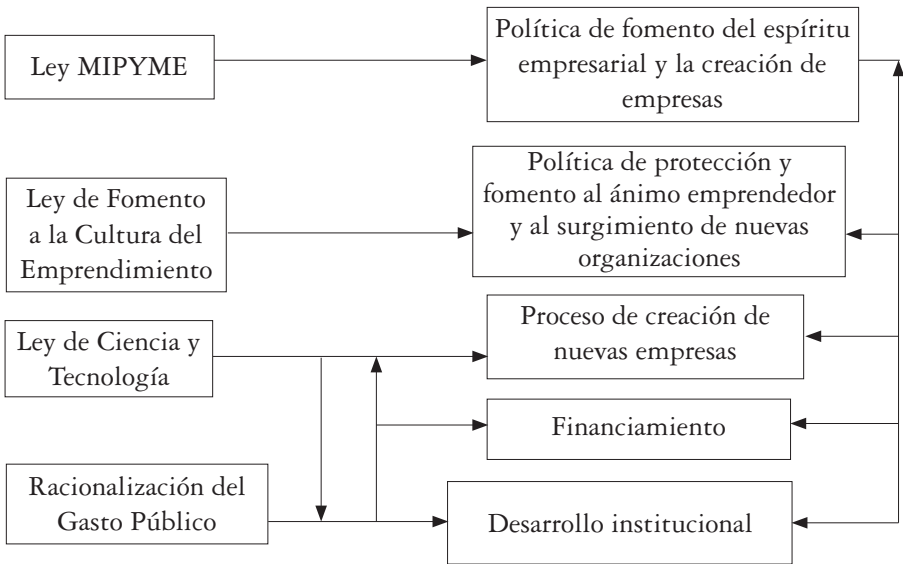 Ley MIPYME
Política de fomento del espíritu
empresarial y la creación de
empresas
Ley de Fomento
a la Cultura del
Emprendimiento
Política de protección y
fomento al ánimo emprendedor
y al surgimiento de nuevas
organizaciones
Ley de Ciencia y
Tecnología
Proceso de creación de
nuevas empresas
Financiamiento
Racionalización del
Gasto Público
Desarrollo institucional